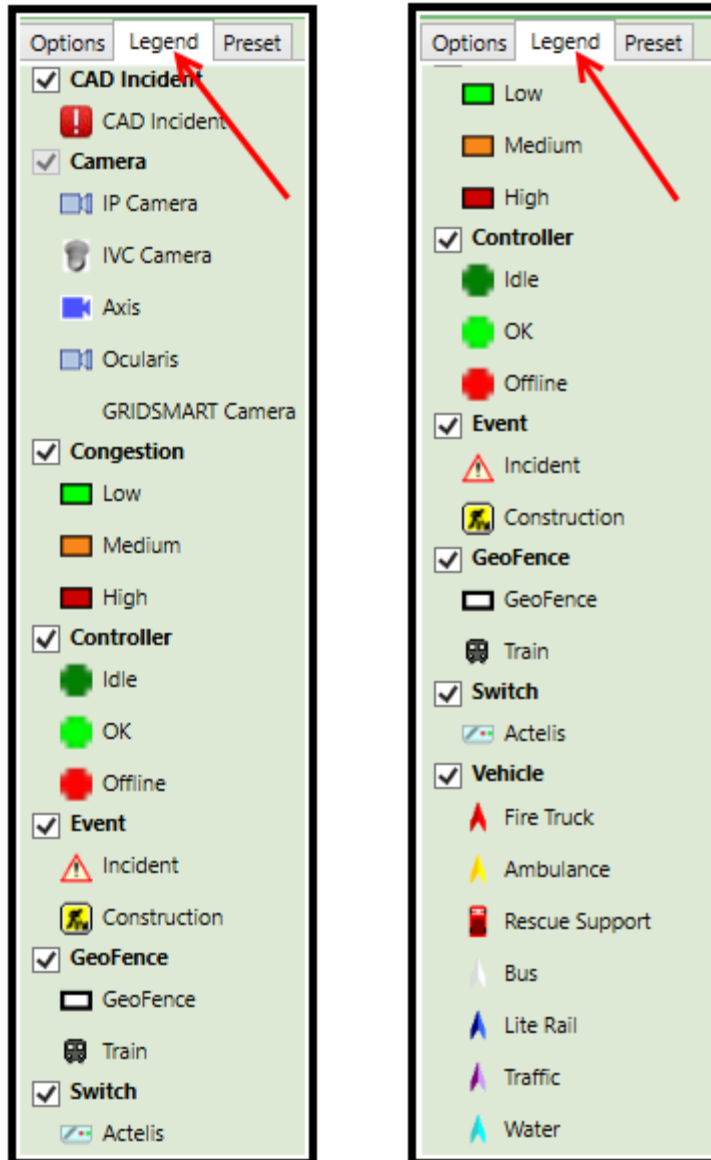 Options Legend Preset
CAD Incident
CAD Incident
Camera
IP Camera
IVC Camera
Axis
Ocularis
GRIDSMART Camera
Congestion
Low
Medium
High
Controller
Idle
OK
Offline
Event
Incident
Construction
GeoFence
GeoFence
Train
Switch
Actelis
Options Legend Preset
Low
Medium
High
Controller
Idle
OK
Offline
Event
Incident
Construction
GeoFence
GeoFence
Train
Switch
Actelis
Vehicle
Fire Truck
Ambulance
Rescue Support
Bus
Lite Rail
Traffic
Water